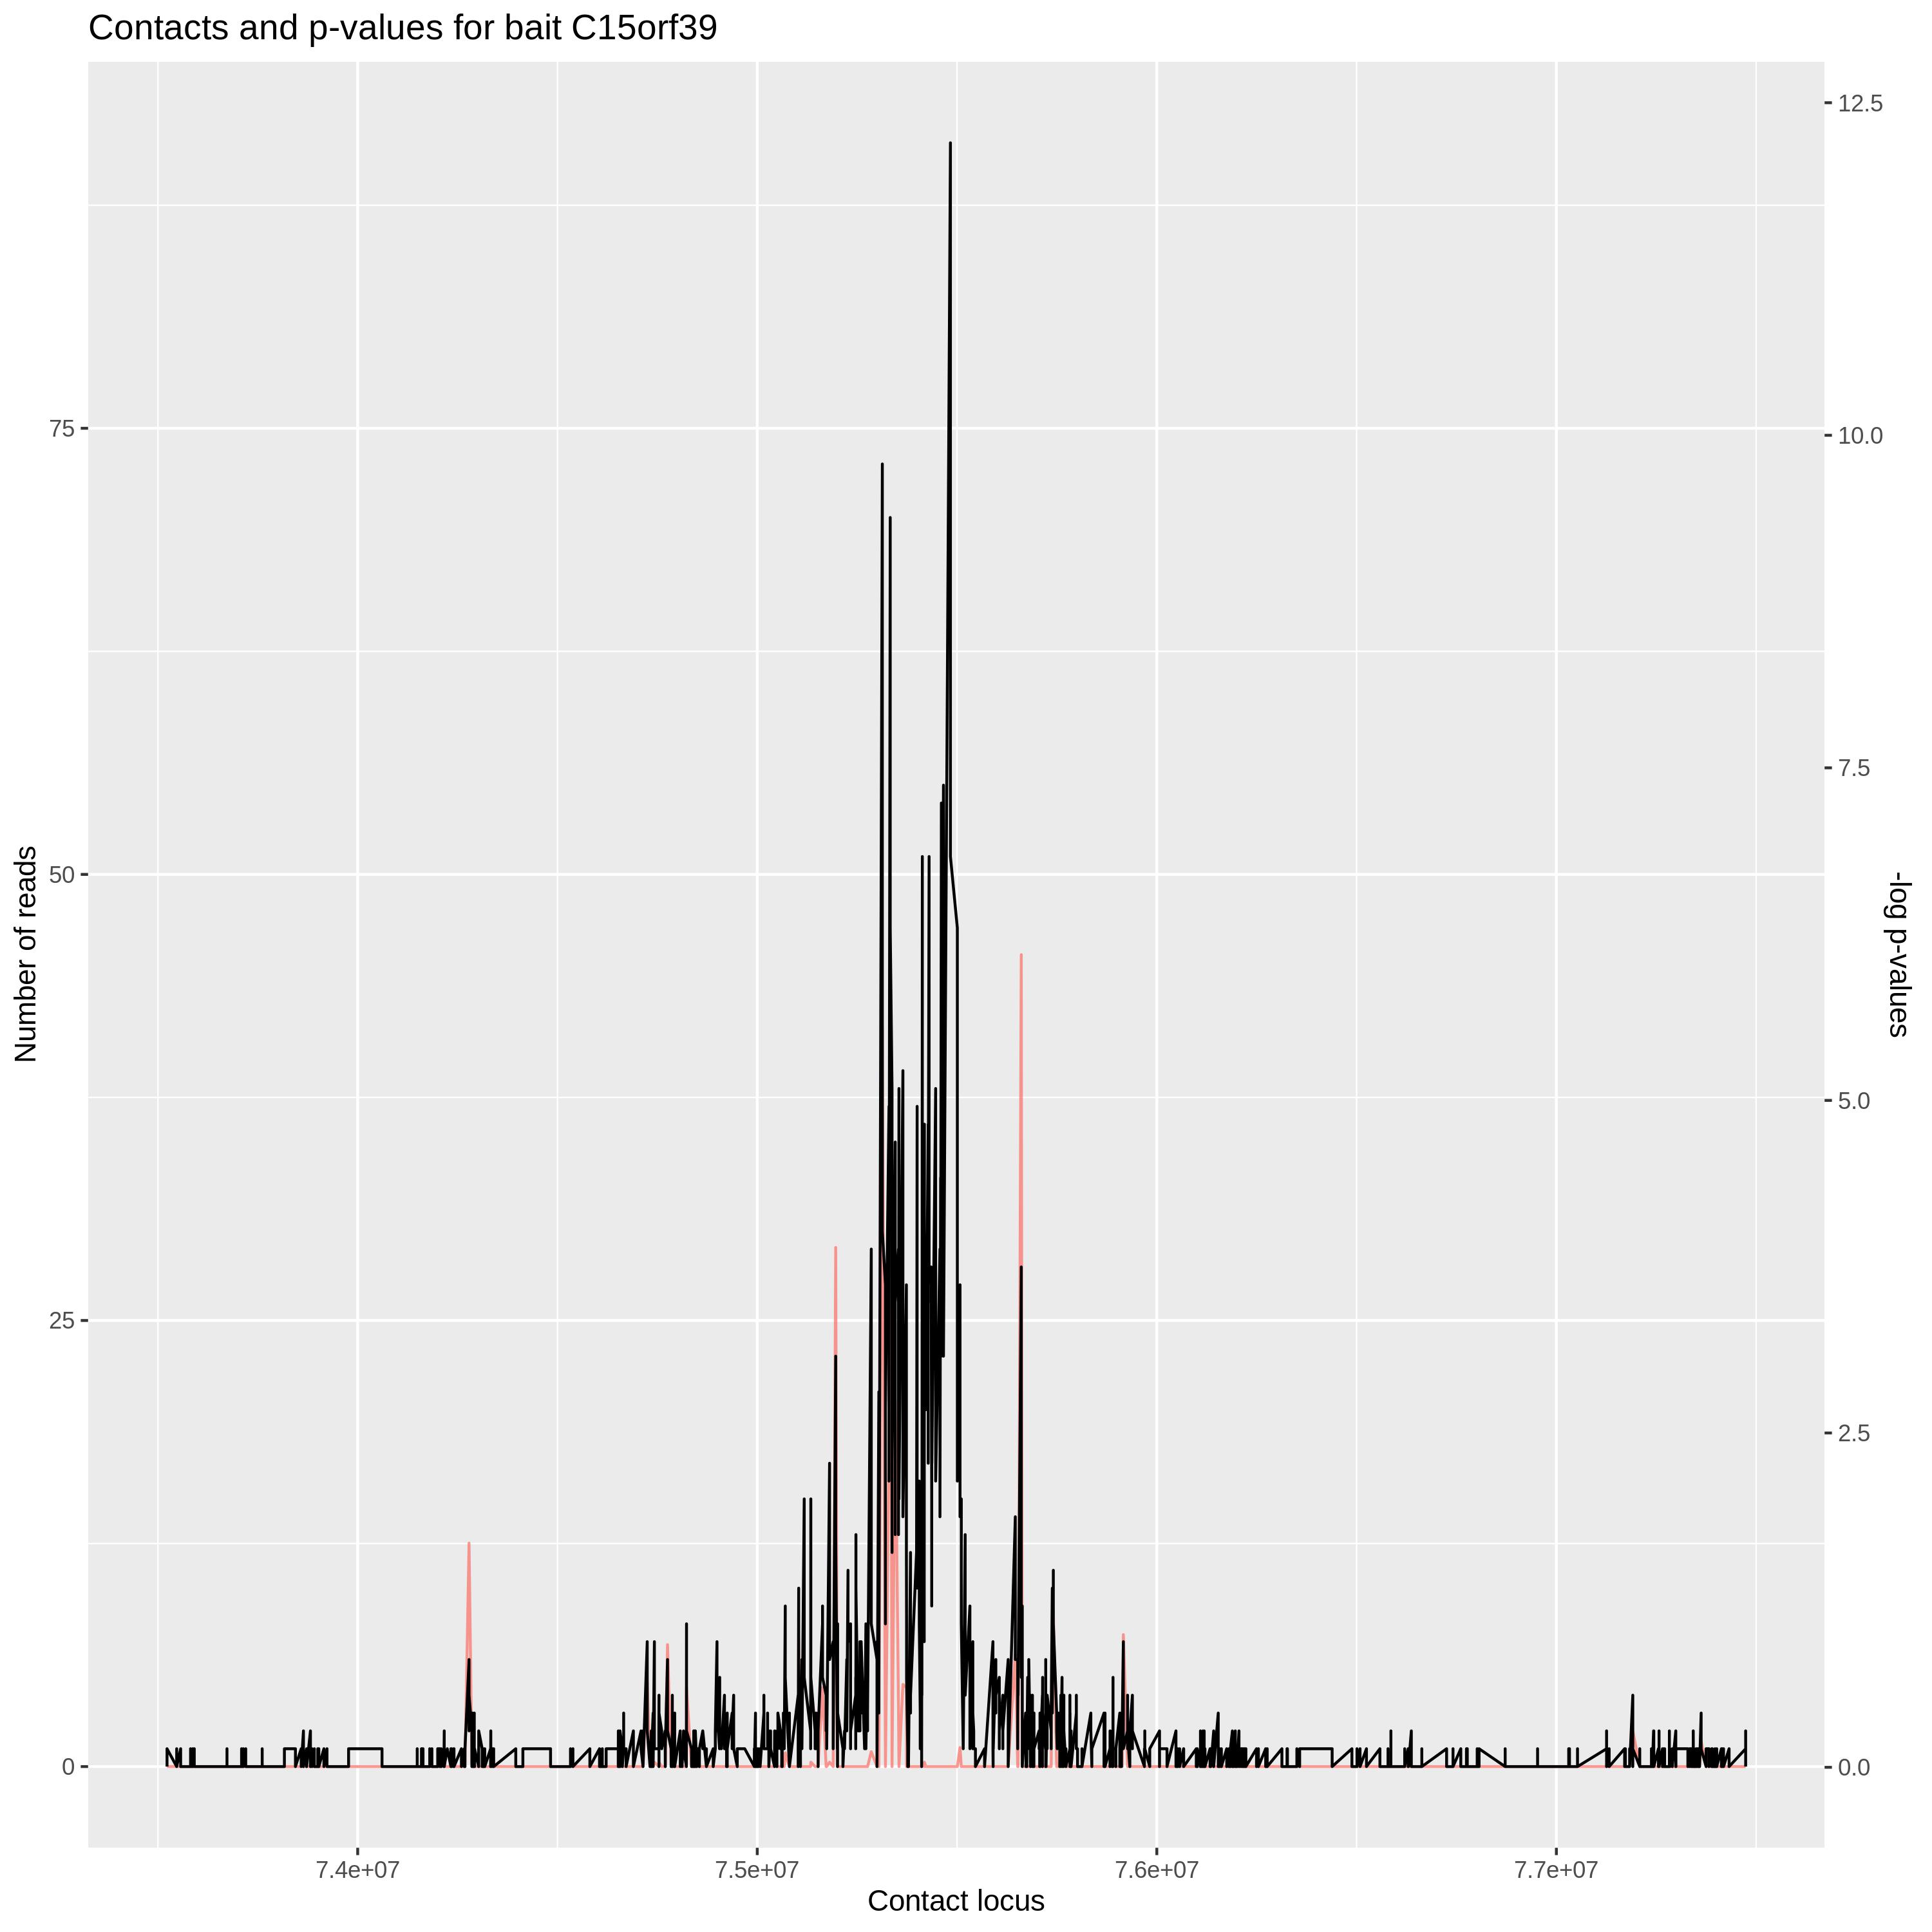 Contacts and p-values for bait C15orf39
12.5
75
10.0
7.5
50
Number of reads
-log p-values
5.0
25
2.5
0
0.0
7.4e+07
7.5e+07
7.6e+07
7.7e+07
Contact locus